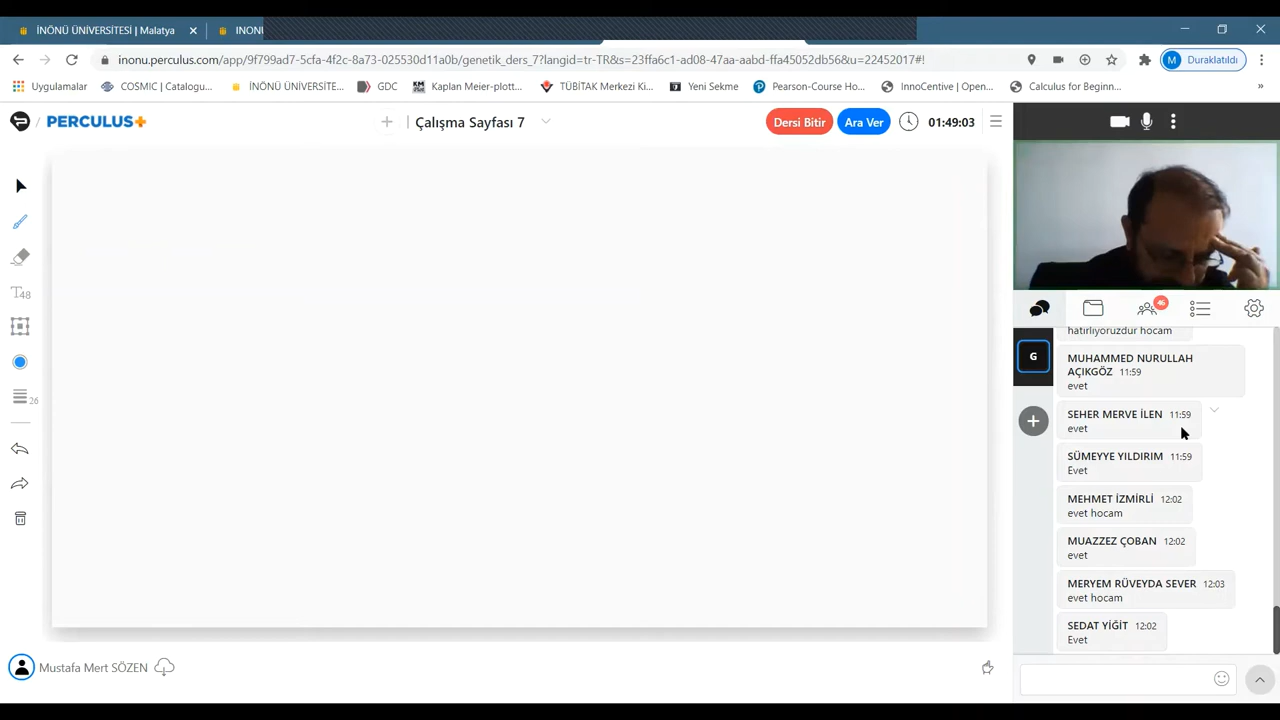 İNÖNÜ ÜNİVERSİTESİ | Malatya
INONU
inonu.perculus.com/app/9f799ad7-5cfa-4f2c-8a73-025530d11a0b/genetik_ders_7?langid=tr-TR&s=23ffa6c1-ad08-47aa-aabd-ffa45052db56&u=22452017#!
M Duraklatıldı
Uygulamalar COSMIC | Catalogu... İNÖNÜ ÜNİVERSİTE... GDC KM Kaplan Meier-plott... TÜBİTAK Merkezi Ki... Yeni Sekme Pearson-Course Ho... InnoCentive | Open... Calculus for Beginn... »
/ PERCULUS+
Çalışma Sayfası 7
Dersi Bitir
Ara Ver
01:49:03
T48
26
46
G
hatırlıyoruzdur hocam
MUHAMMED NURULLAH
AÇIKGÖZ 11:59
evet
SEHER MERVE İLEN 11:59
evet
SÜMEYYE YILDIRIM 11:59
Evet
MEHMET İZMİRLİ 12:02
evet hocam
MUAZZEZ ÇOBAN 12:02
evet
MERYEM RÜVEYDA SEVER 12:03
evet hocam
SEDAT YİĞİT 12:02
Evet
Mustafa Mert SÖZEN